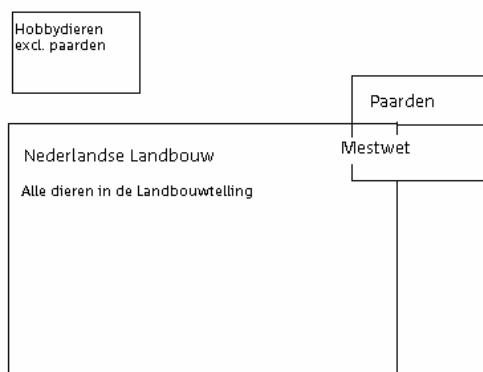 Hobbydieren
excl. paarden
Paarden
Mestwet
Nederlandse Landbouw
Alle dieren in de Landbouwtelling